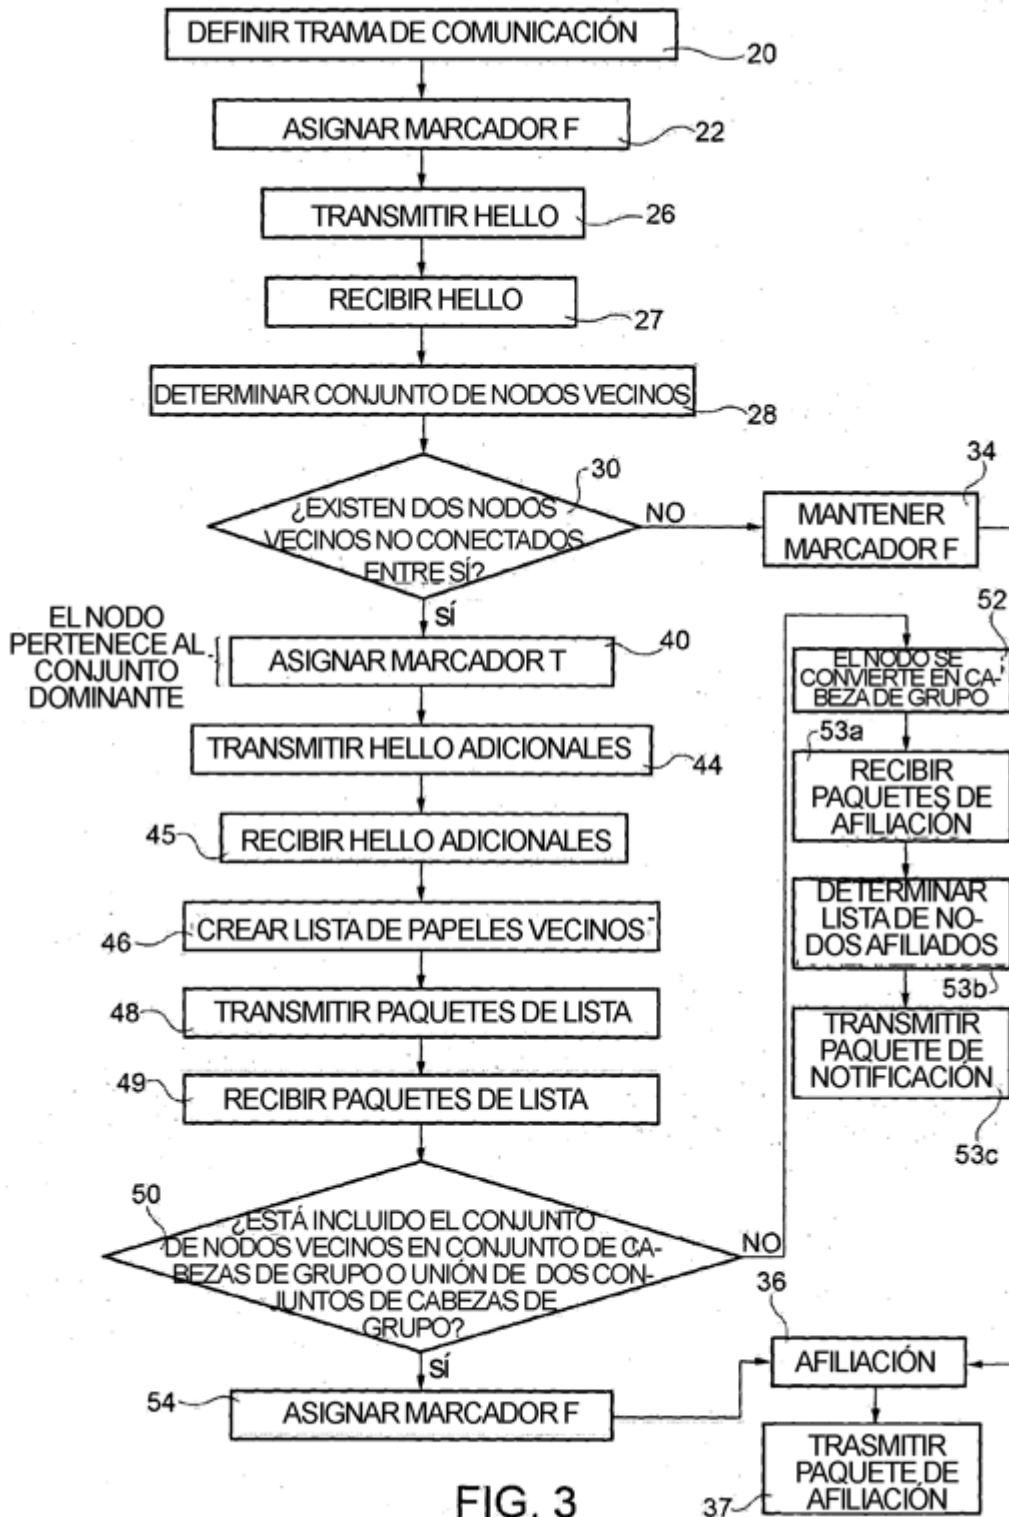 DEFINIR TRAMA DE COMUNICACIÓN
20
ASIGNAR MARCADOR F
22
TRANSMITIR HELLO
26
RECIBIR HELLO
27
DETERMINAR CONJUNTO DE NODOS VECINOS
28
30
¿EXISTEN DOS NODOS
VECINOS NO CONECTADOS
ENTRE SÍ?
NO
34
MANTENER
MARCADOR F
SÍ
EL NODO
PERTENECE AL
CONJUNTO
DOMINANTE
ASIGNAR MARCADOR T
40
52
EL NODO SE
CONVIERTE EN CA-
BEZA DE GRUPO
TRANSMITIR HELLO ADICIONALES
44
53a
RECIBIR
PAQUETES DE
AFILIACIÓN
45
RECIBIR HELLO ADICIONALES
DETERMINAR
LISTA DE NO-
DOS AFILIADOS
53b
46
CREAR LISTA DE PAPELES VECINOS
48
TRANSMITIR PAQUETES DE LISTA
TRANSMITIR
PAQUETE DE
NOTIFICACIÓN
53c
49
RECIBIR PAQUETES DE LISTA
50
¿ESTÁ INCLUIDO EL CONJUNTO
DE NODOS VECINOS EN CONJUNTO DE CA-
BEZAS DE GRUPO O UNIÓN DE DOS CON-
JUNTOS DE CABEZAS DE
GRUPO?
NO
SÍ
36
AFILIACIÓN
54
ASIGNAR MARCADOR F
TRASMITIR
PAQUETE DE
AFILIACIÓN
37
FIG. 3